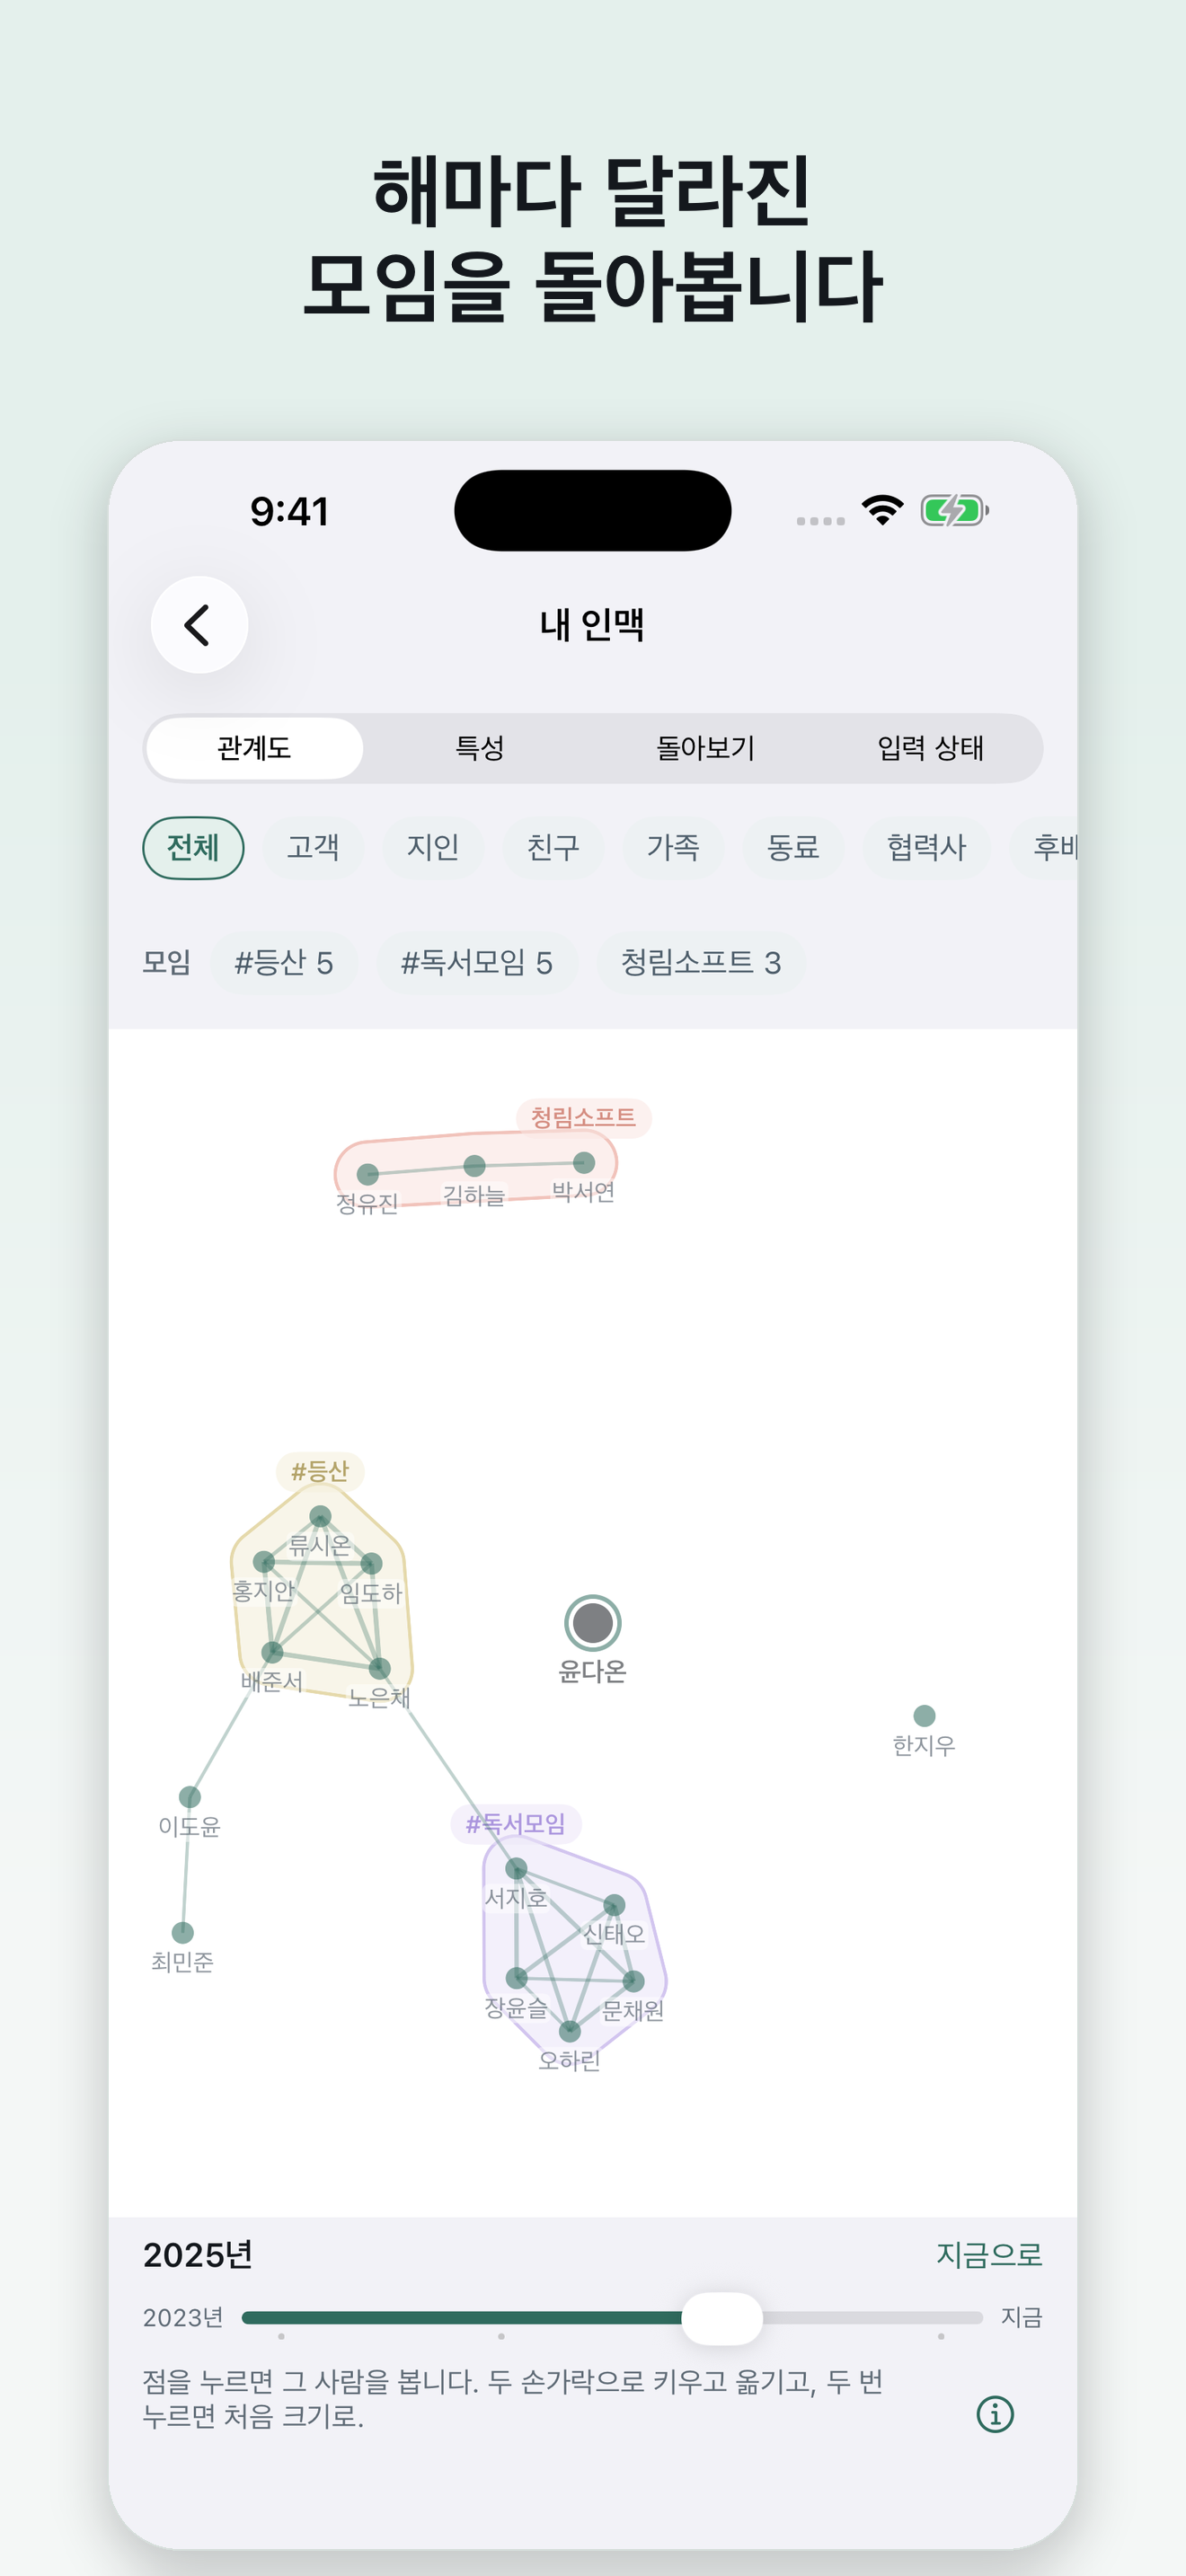 해마다 달라진
모임을 돌아봅니다
9:41
내 인맥
관계도 특성 돌아보기 입력 상태
전체 고객 지인 친구 가족 동료 협력사
모임 #등산 5 #독서모임 5 청림소프트 3
청림소프트
정유진 김하늘 박서연
#등산
류시온
홍지안 임도하
배준서 노은채
윤다온
한지우
이도윤
#독서모임
서지호
신태오
최민준
장윤슬 문채원
오하린
2025년 지금으로
2023년 지금
점을 누르면 그 사람을 봅니다. 두 손가락으로 키우고 옮기고, 두 번
누르면 처음 크기로.